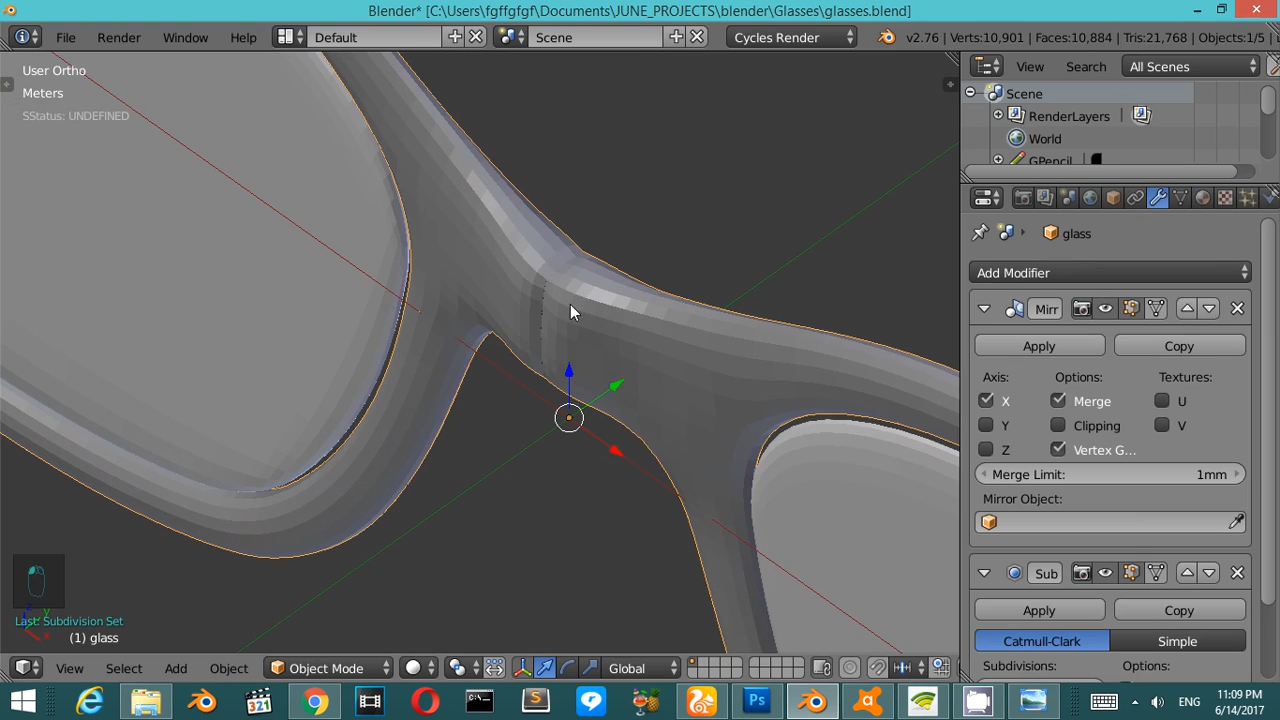 Blender* [C:\Users\fgffgfgf\Documents\JUNE_PROJECTS\blender\Glasses\glasses.blend]
File Render Window Help Default Scene Cycles Render v2.76 | Verts:10,901 | Faces:10,884 | Tris:21,768 | Objects:1/5 |
User Ortho
Meters
SStatus: UNDEFINED
View Search All Scenes
Scene
RenderLayers
World
GPencil
glass
Add Modifier
Mirr
Apply Copy
Axis: Options: Textures:
X Merge U
Y Clipping V
Z Vertex G...
Merge Limit: 1mm
Mirror Object:
Sub
Apply Copy
Catmull-Clark Simple
Subdivisions: Options:
Last: Subdivision Set
z y x
(1) glass
View Select Add Object Object Mode Global
ENG
11:09 PM
6/14/2017